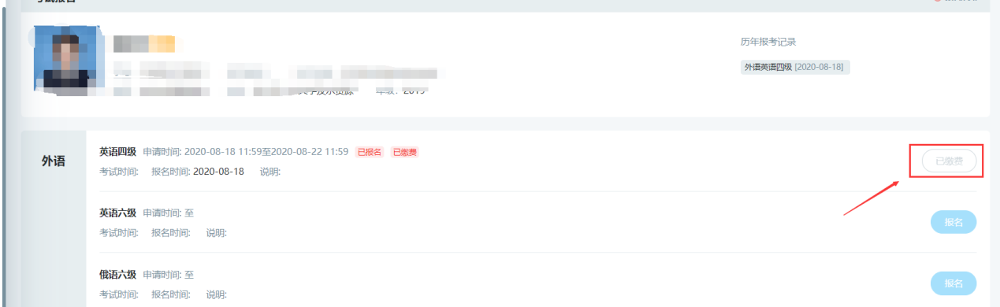 历年报考记录
外语英语四级 [2020-08-18]
外语
英语四级 申请时间: 2020-08-18 11:59至2020-08-22 11:59 已报名 已缴费
考试时间: 报名时间: 2020-08-18 说明:
已缴费
英语六级 申请时间: 至
考试时间: 报名时间: 说明:
报名
俄语六级 申请时间: 至
考试时间: 报名时间: 说明:
报名